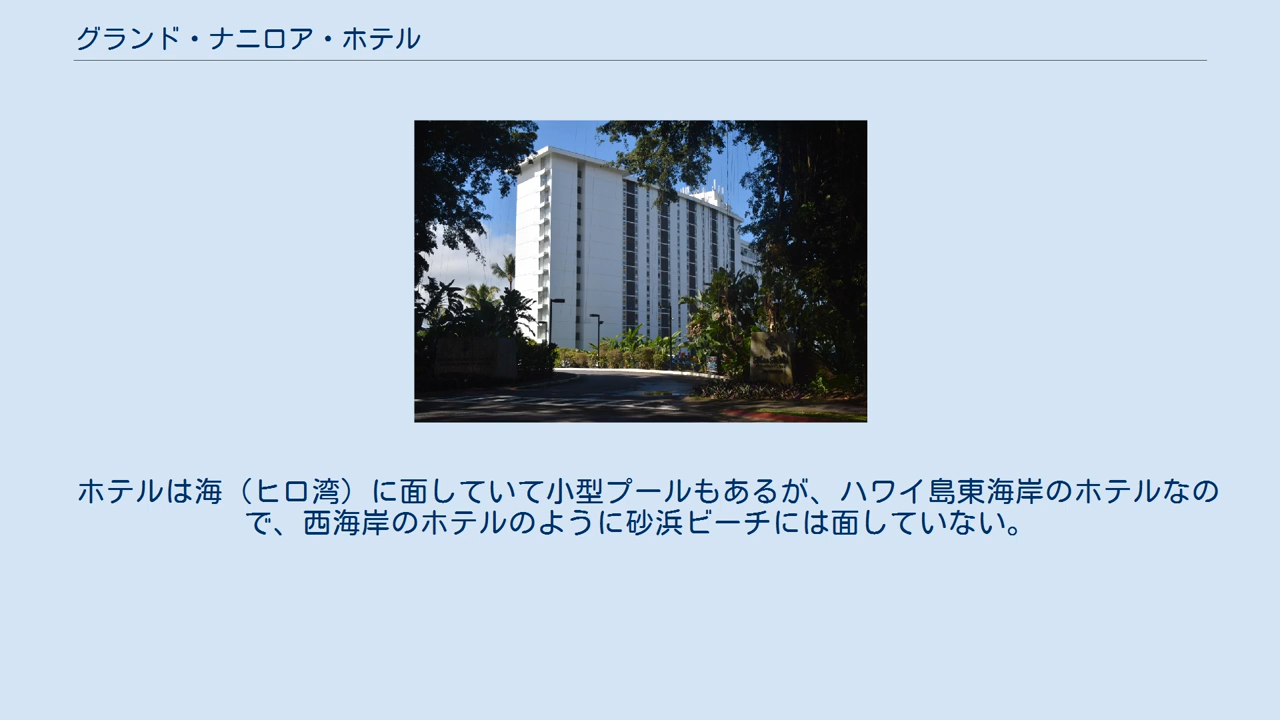 グランド・ナニロア・ホテル
ホテルは海（ヒロ湾）に面していて小型プールもあるが、ハワイ島東海岸のホテルなの
で、西海岸のホテルのように砂浜ビーチには面していない。